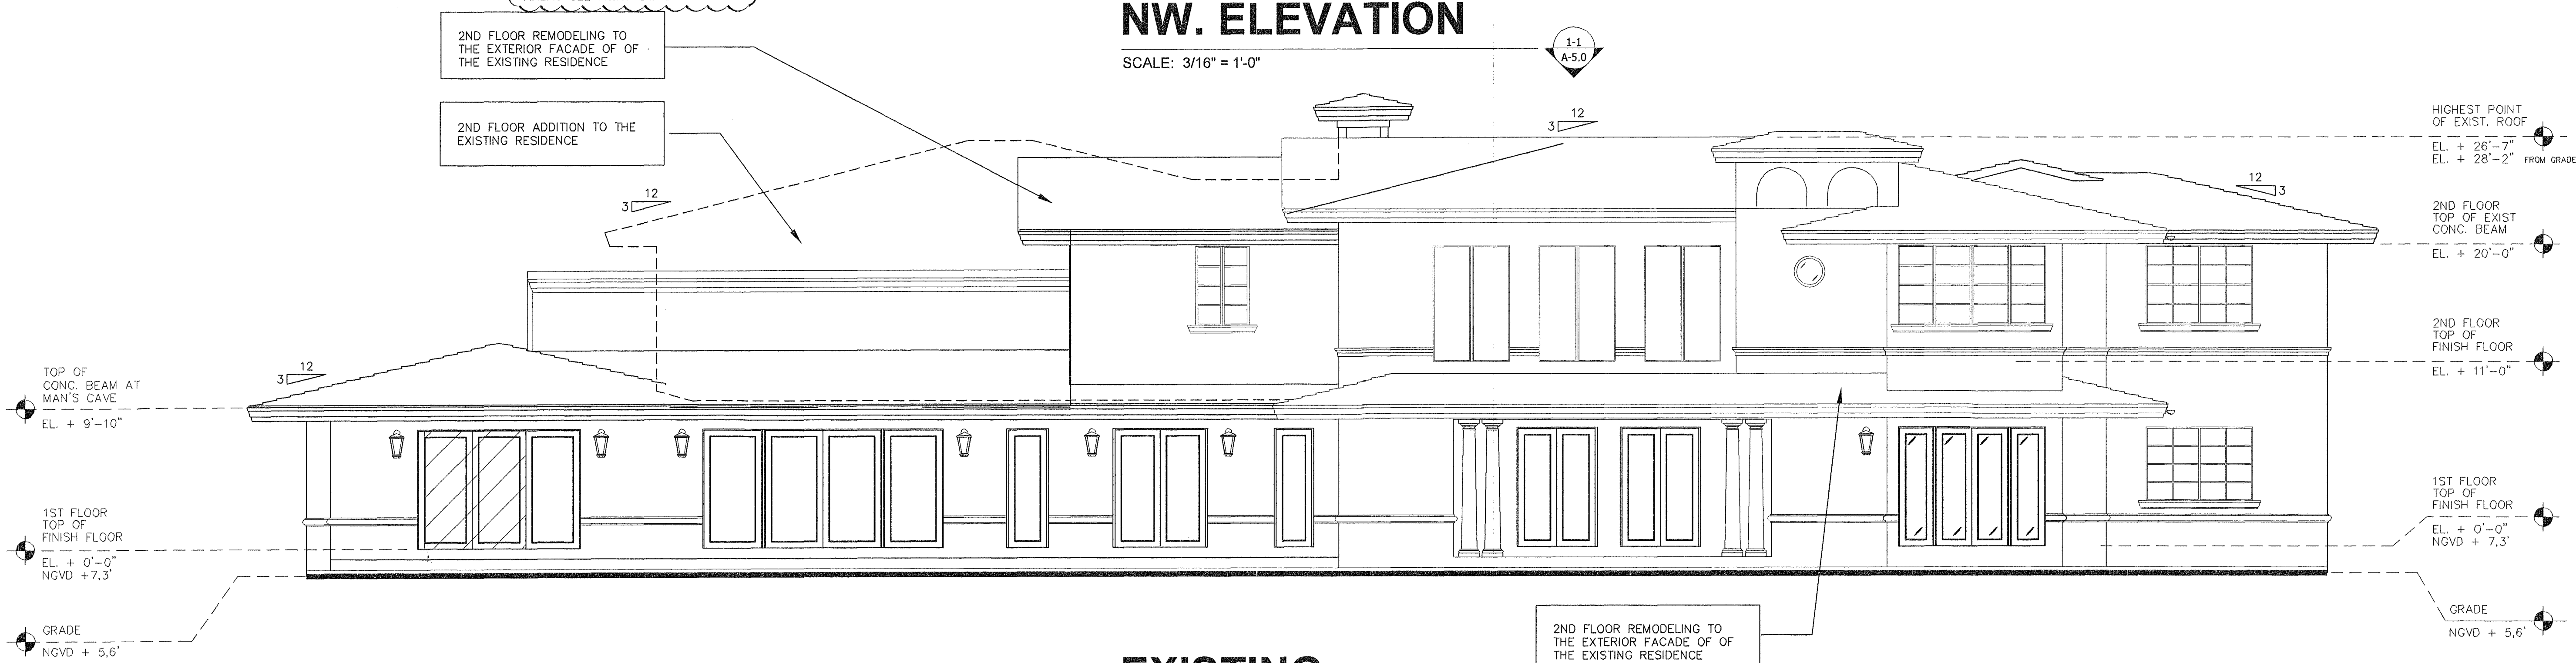 NW. ELEVATION
SCALE: 3/16" = 1'-0"
1-1
A-5.0
2ND FLOOR REMODELING TO
THE EXTERIOR FACADE OF OF
THE EXISTING RESIDENCE
2ND FLOOR ADDITION TO THE
EXISTING RESIDENCE
12
3
12
3
12
3
12
3
TOP OF
CONC. BEAM AT
MAN'S CAVE
EL. + 9'-10"
1ST FLOOR
TOP OF
FINISH FLOOR
EL. + 0'-0"
NGVD +7.3'
GRADE
NGVD + 5,6'
HIGHEST POINT
OF EXIST. ROOF
EL. + 26'-7"
EL. + 28'-2" FROM GRADE
2ND FLOOR
TOP OF EXIST
CONC. BEAM
EL. + 20'-0"
2ND FLOOR
TOP OF
FINISH FLOOR
EL. + 11'-0"
1ST FLOOR
TOP OF
FINISH FLOOR
EL. + 0'-0"
NGVD + 7,3'
GRADE
NGVD + 5,6'
2ND FLOOR REMODELING TO
THE EXTERIOR FACADE OF OF
THE EXISTING RESIDENCE
EXISTING